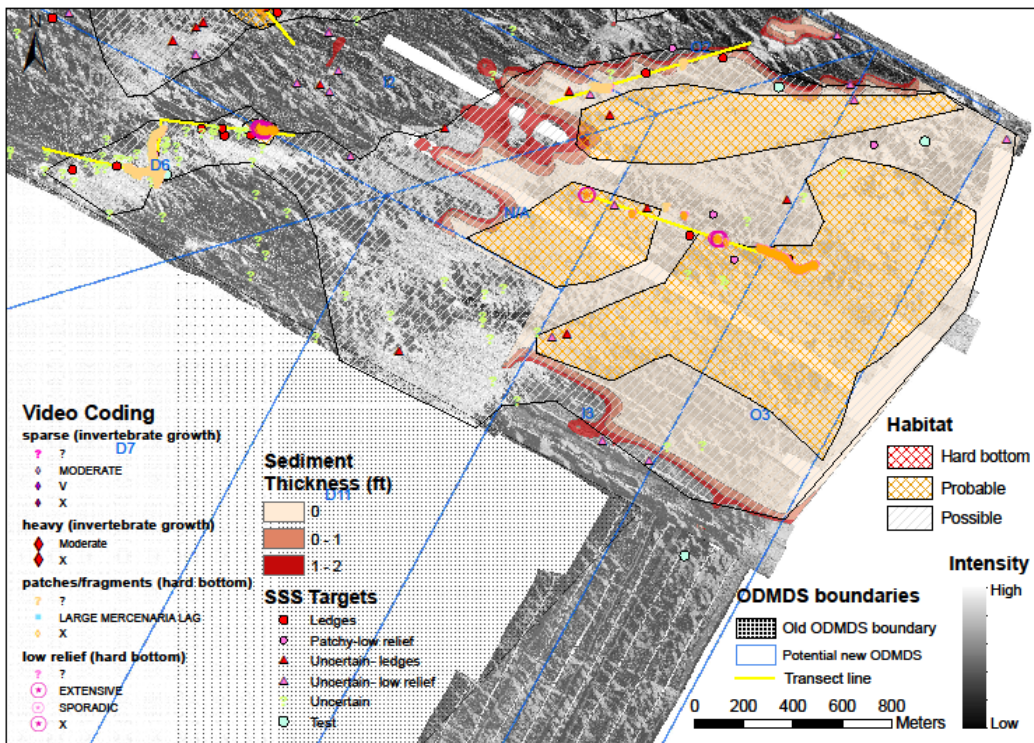 N
D2
I2
D6
N/A
I3
O3
Video Coding
sparse (invertebrate growth)
D7
? ?
MODERATE
V
X
heavy (invertebrate growth)
Moderate
X
patches/fragments (hard bottom)
? ?
LARGE MERCENARIA LAG
X
low relief (hard bottom)
? ?
EXTENSIVE
SPORADIC
X
Sediment
Thickness (ft)
D11
0
0 - 1
1 - 2
SSS Targets
Ledges
Patchy-low relief
Uncertain- ledges
Uncertain- low relief
? Uncertain
Test
Habitat
Hard bottom
Probable
Possible
ODMDS boundaries
Old ODMDS boundary
Potential new ODMDS
Transect line
0 200 400 600 800
Meters
Intensity
High
Low